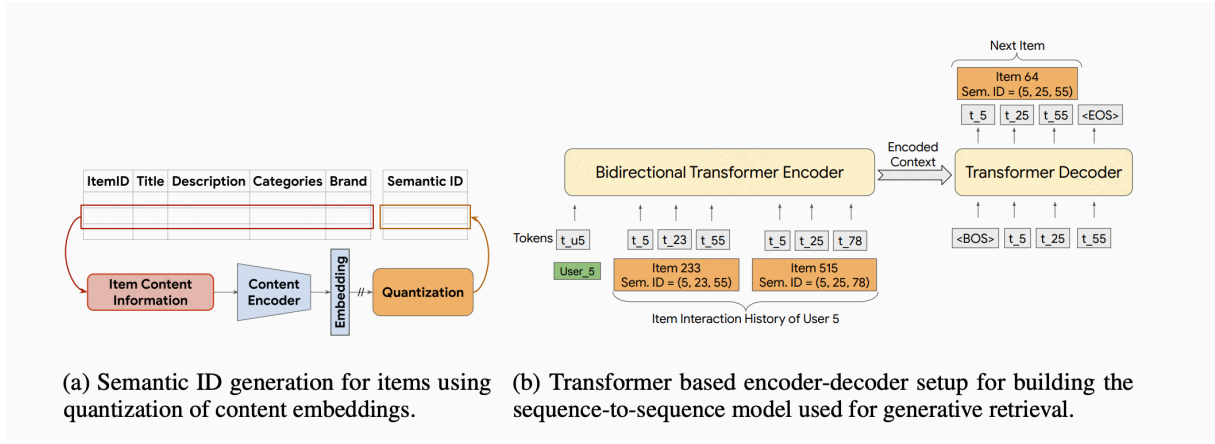 ItemID Title Description Categories Brand Semantic ID
Item Content
Information
Content
Encoder
Embedding
//
Quantization
(a) Semantic ID generation for items using
quantization of content embeddings.
Next Item
Item 64
Sem. ID = (5, 25, 55)
t_5 t_25 t_55 <EOS>
Bidirectional Transformer Encoder
Encoded
Context
Transformer Decoder
<BOS> t_5 t_25 t_55
Tokens t_u5 t_5 t_23 t_55 t_5 t_25 t_78
User_5
Item 233
Sem. ID = (5, 23, 55)
Item 515
Sem. ID = (5, 25, 78)
Item Interaction History of User 5
(b) Transformer based encoder-decoder setup for building the
sequence-to-sequence model used for generative retrieval.